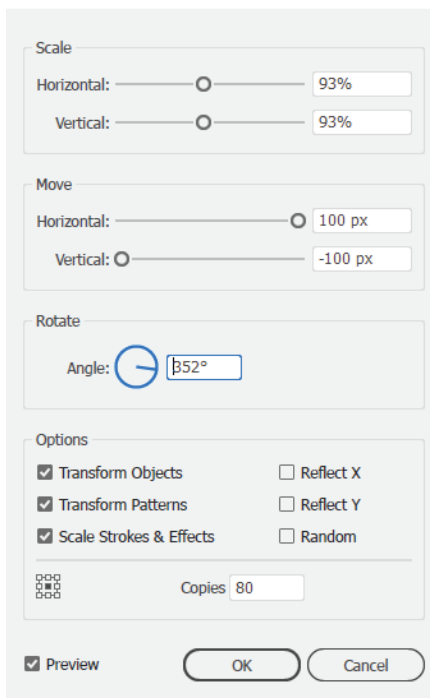 Scale
Horizontal: 93%
Vertical: 93%
Move
Horizontal: 100 px
Vertical: -100 px
Rotate
Angle: 352°
Options
Transform Objects Reflect X
Transform Patterns Reflect Y
Scale Strokes & Effects Random
Copies 80
Preview OK Cancel